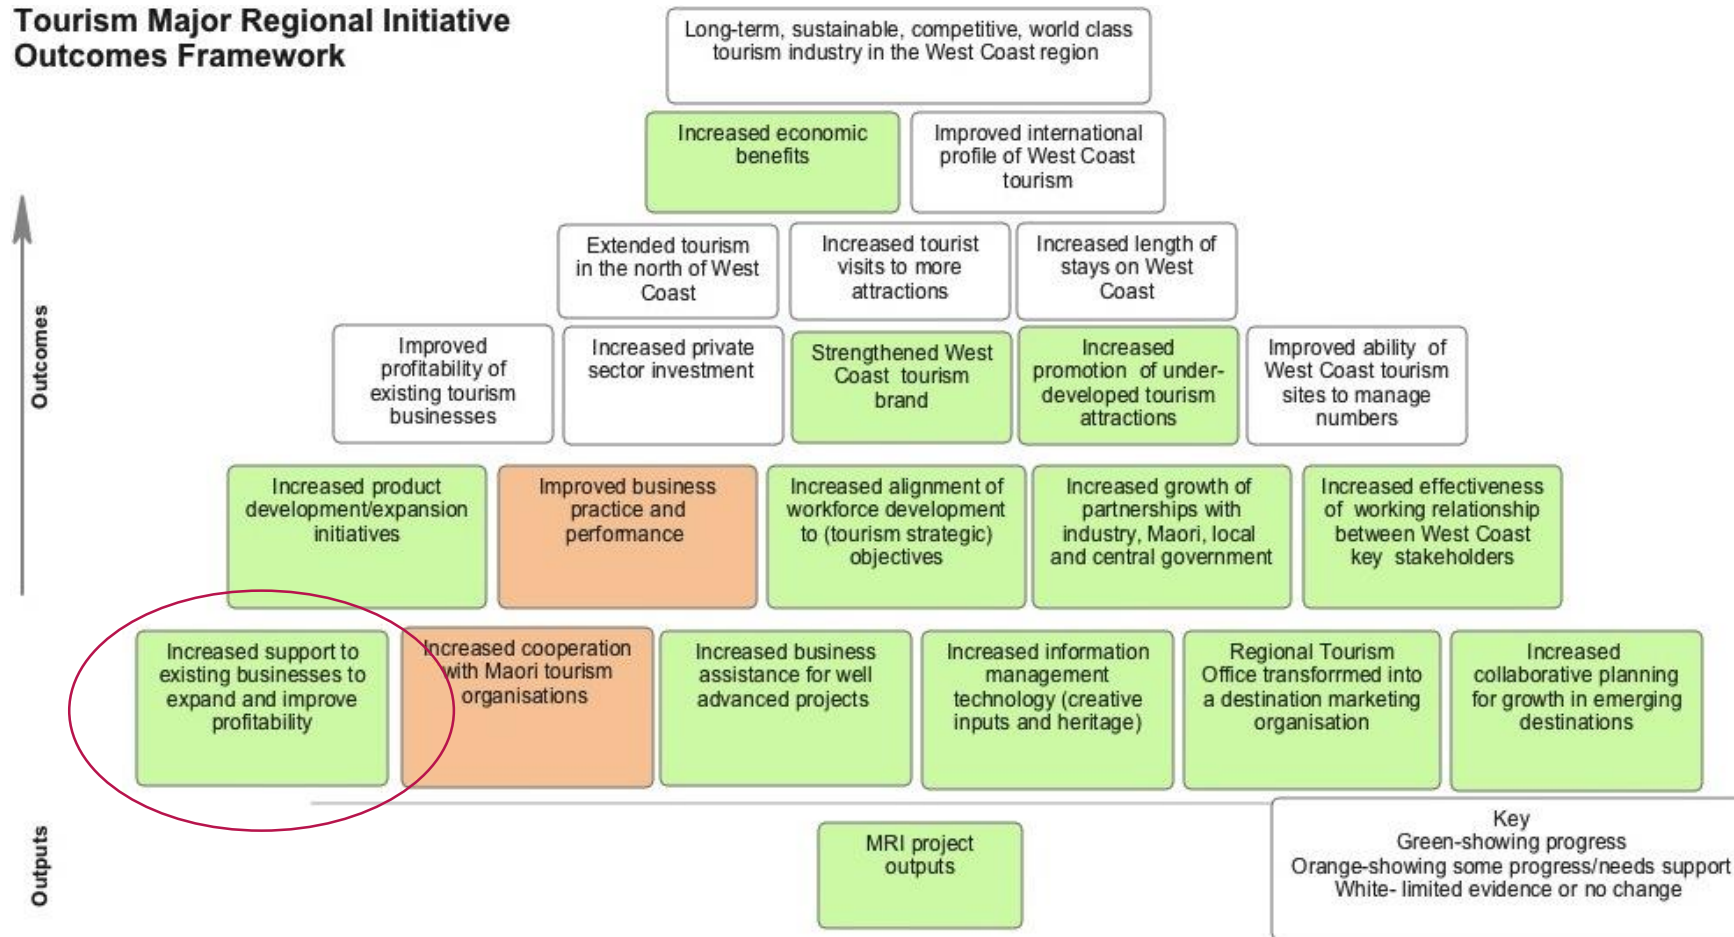 Tourism Major Regional Initiative
Outcomes Framework
Long-term, sustainable, competitive, world class
tourism industry in the West Coast region
Increased economic
benefits
Improved international
profile of West Coast
tourism
Extended tourism
in the north of West
Coast
Increased tourist
visits to more
attractions
Increased length of
stays on West
Coast
Outcomes
Improved
profitability of
existing tourism
businesses
Increased private
sector investment
Strengthened West
Coast tourism
brand
Increased
promotion of under-
developed tourism
attractions
Improved ability of
West Coast tourism
sites to manage
numbers
Increased product
development/expansion
initiatives
Improved business
practice and
performance
Increased alignment of
workforce development
to (tourism strategic)
objectives
Increased growth of
partnerships with
industry, Maori, local
and central government
Increased effectiveness
of working relationship
between West Coast
key stakeholders
Increased support to
existing businesses to
expand and improve
profitability
Increased cooperation
with Maori tourism
organisations
Increased business
assistance for well
advanced projects
Increased information
management
technology (creative
inputs and heritage)
Regional Tourism
Office transforrmed into
a destination marketing
organisation
Increased
collaborative planning
for growth in emerging
destinations
Outputs
MRI project
outputs
Key
Green-showing progress
Orange-showing some progress/needs support
White- limited evidence or no change